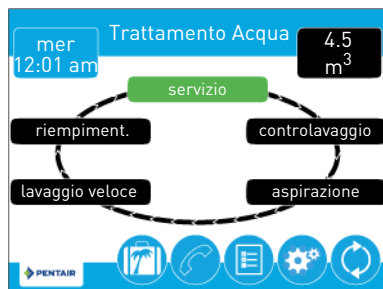 mer
12:01 am
Trattamento Acqua
4.5
m³
servizio
riempiment.
controlavaggio
lavaggio veloce
aspirazione
PENTAIR